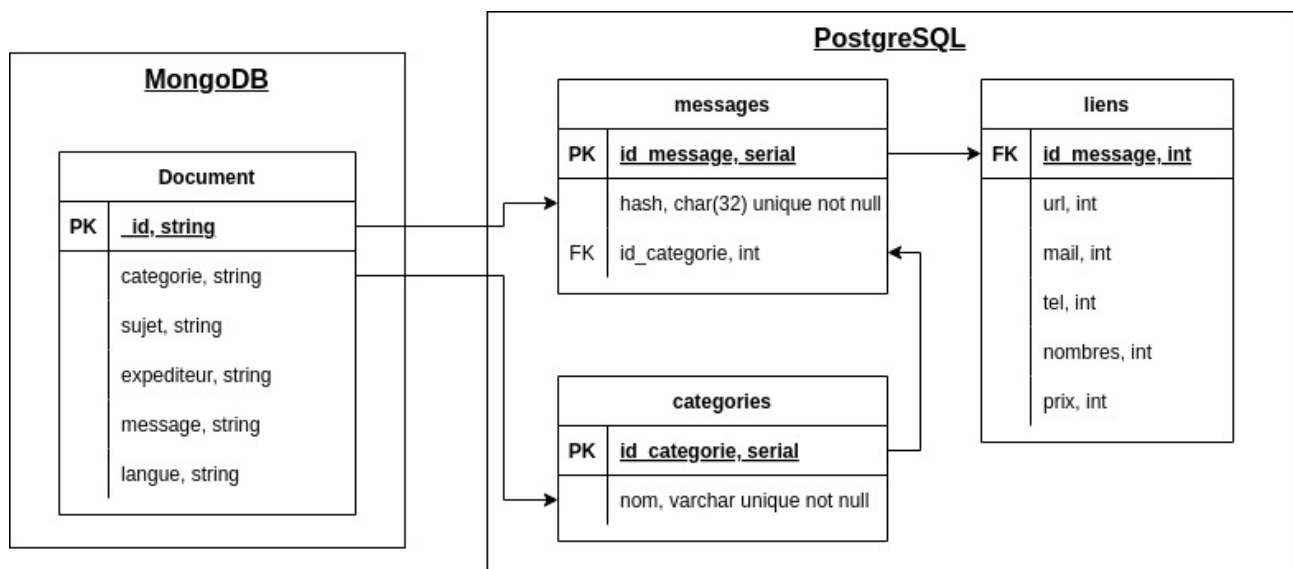 MongoDB
Document
PK _id, string
categorie, string
sujet, string
expediteur, string
message, string
langue, string
PostgreSQL
messages
PK id_message, serial
hash, char(32) unique not null
FK id_categorie, int
categories
PK id_categorie, serial
nom, varchar unique not null
liens
FK id_message, int
url, int
mail, int
tel, int
nombres, int
prix, int